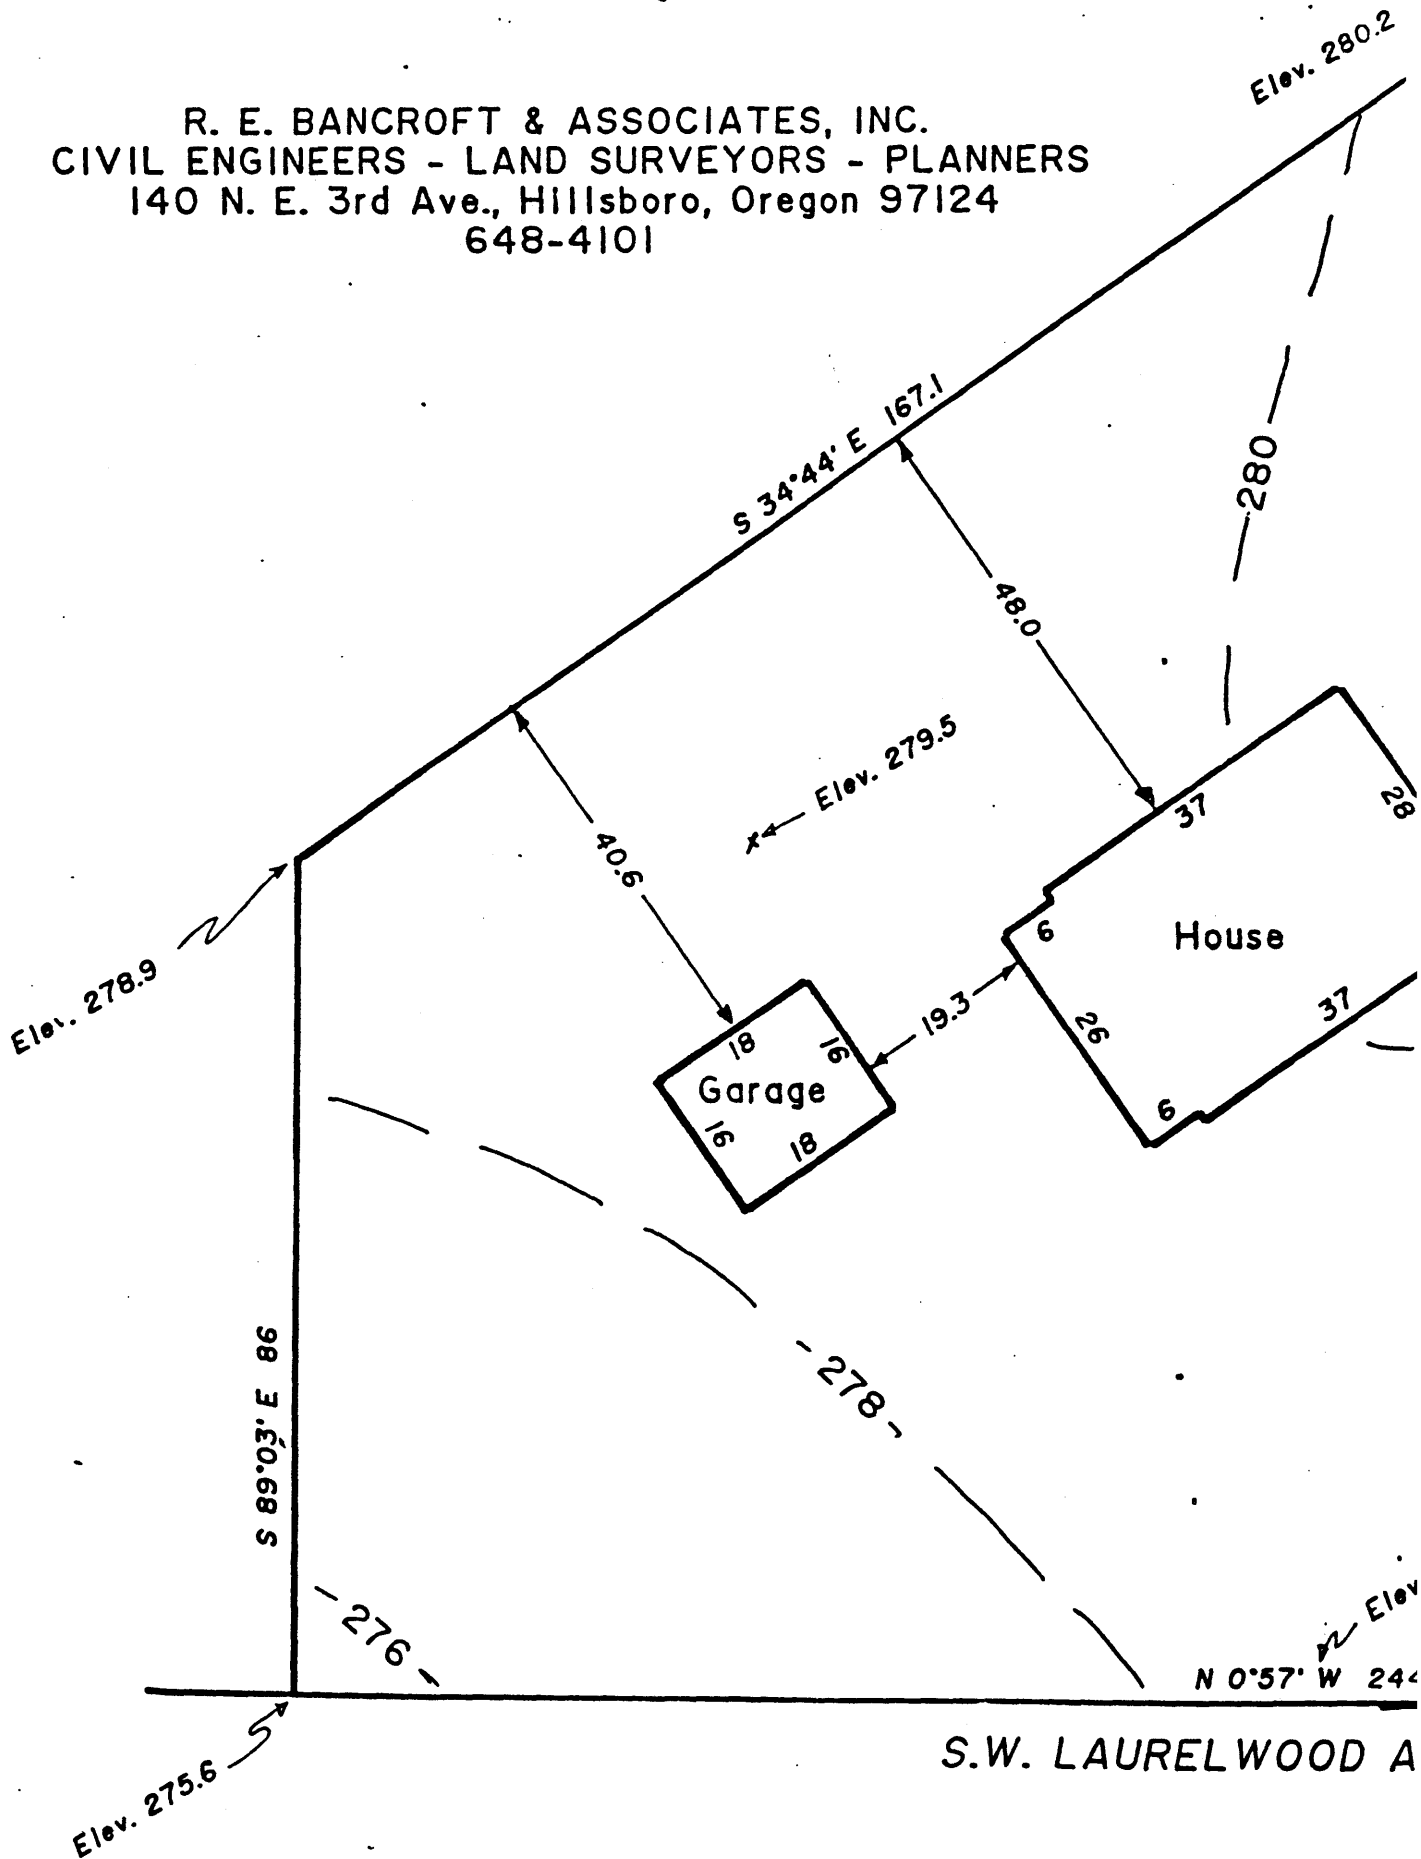 Elev. 280.2
R. E. BANCROFT & ASSOCIATES, INC.
CIVIL ENGINEERS - LAND SURVEYORS - PLANNERS
140 N. E. 3rd Ave., Hillsboro, Oregon 97124
648-4101
S 34°44' E 167.1
-280-
48.0
Elev. 279.5
40.6
37
28
6
House
Elev. 278.9
19.3
26
37
18
16
Garage
16
18
6
S 89°03' E 86
-278-
-276-
Elev
N 0°57' W 244
S.W. LAURELWOOD A
Elev. 275.6